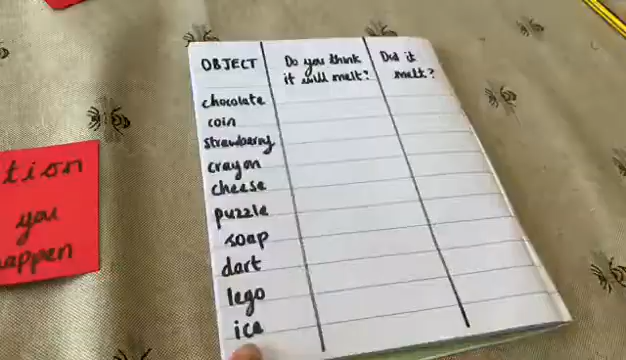 OBJECT
Do you think
it will melt?
Did it
melt?
chocolate
coin
strawberry
crayon
cheese
puzzle
soap
dart
lego
ice
tion
you
appen